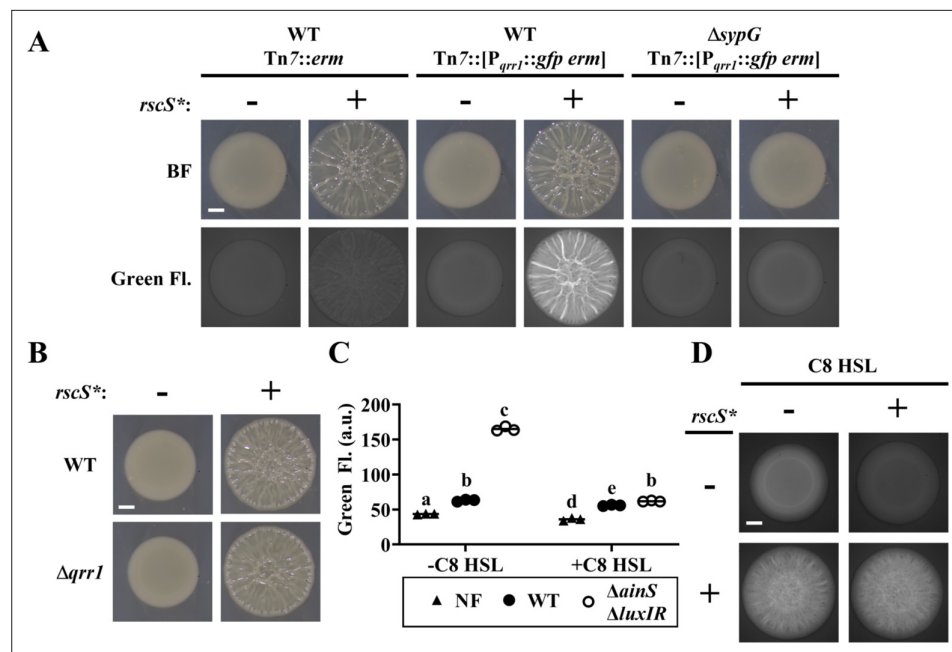 A
WT
Tn7::erm
WT
Tn7::[Pqrr1::gfp erm]
ΔsypG
Tn7::[Pqrr1::gfp erm]
rscS*: - + - + - +
BF
Green Fl.
B
rscS*: - +
WT
Δqrr1
C
Green Fl. (a.u.)
200
150
100
50
0
a b c d e b
-C8 HSL +C8 HSL
NF WT ΔainS
ΔluxIR
D
C8 HSL
rscS* - +
-
+